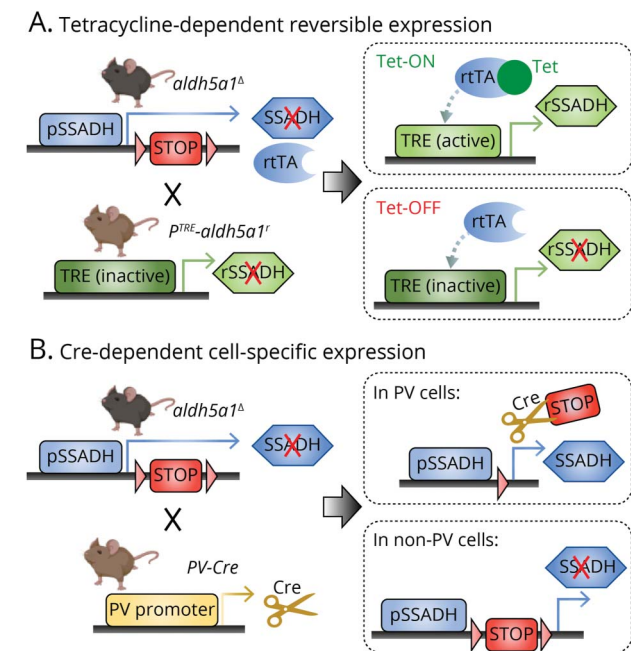 A. Tetracycline-dependent reversible expression
aldh5a1Δ
pSSADH
STOP
SSADH
rtTA
X
PTRE-aldh5a1r
TRE (inactive)
rSSADH
Tet-ON
rtTA
Tet
TRE (active)
rSSADH
Tet-OFF
rtTA
TRE (inactive)
rSSADH
B. Cre-dependent cell-specific expression
aldh5a1Δ
pSSADH
STOP
SSADH
X
PV-Cre
PV promoter
Cre
In PV cells:
Cre
STOP
pSSADH
SSADH
In non-PV cells:
SSADH
pSSADH
STOP